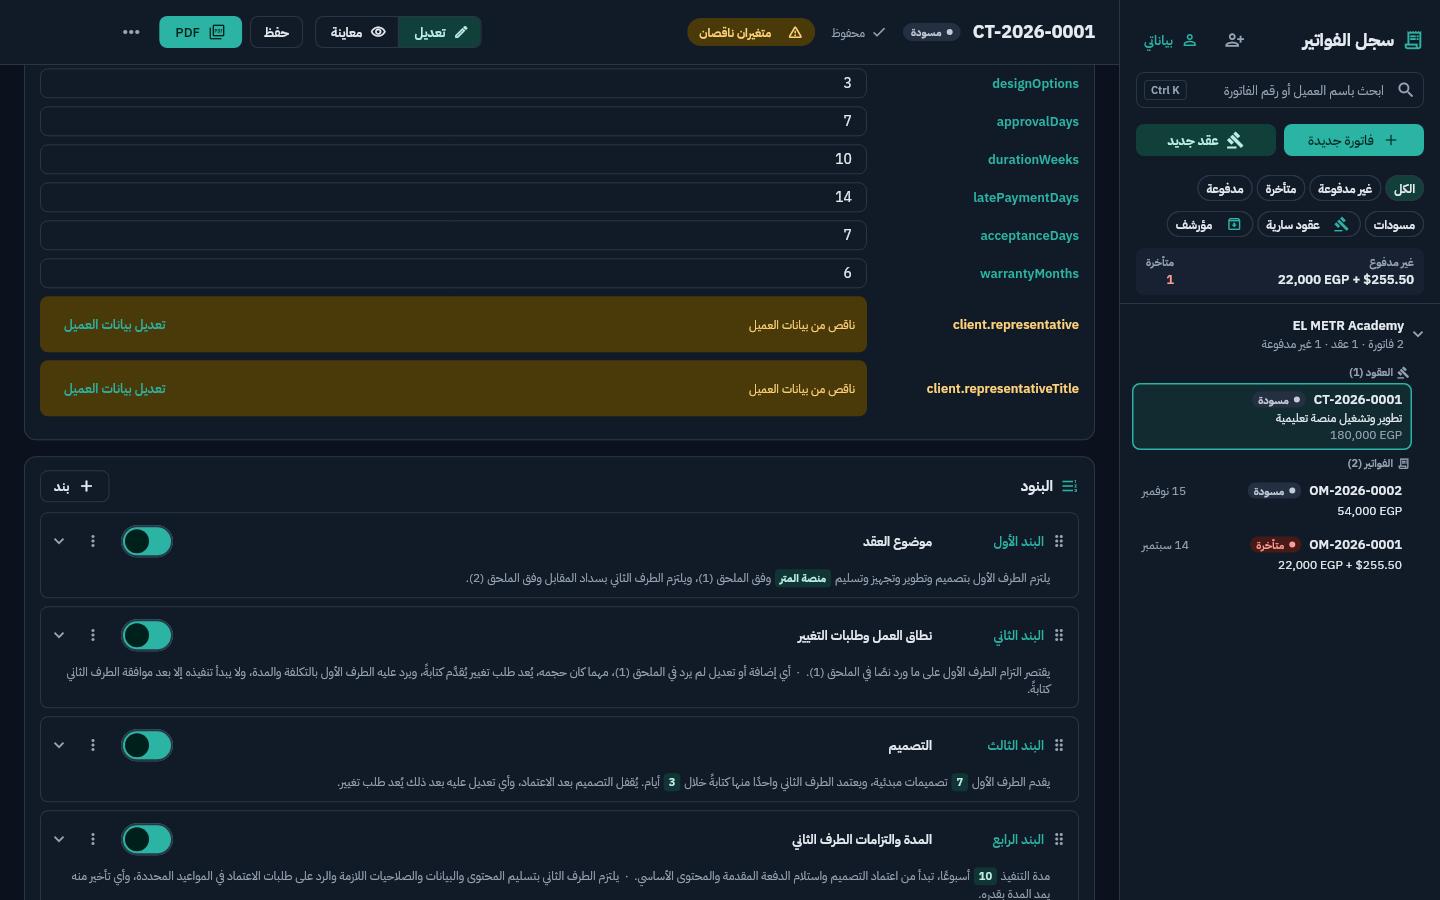 سجل الفواتير
بياناتي
ابحث باسم العميل أو رقم الفاتورة
Ctrl K
فاتورة جديدة
عقد جديد
الكل
غير مدفوعة
متأخرة
مدفوعة
مسودات
عقود سارية
مؤرشف
غير مدفوع
متأخرة
22,000 EGP + $255.50
1
EL METR Academy
2 فاتورة · 1 عقد · 1 غير مدفوعة
العقود (1)
CT-2026-0001 مسودة
تطوير وتشغيل منصة تعليمية
180,000 EGP
الفواتير (2)
OM-2026-0002 مسودة 15 نوفمبر
54,000 EGP
OM-2026-0001 متأخرة 14 سبتمبر
22,000 EGP + $255.50
CT-2026-0001 مسودة محفوظ متغيران ناقصان
تعديل
معاينة
حفظ
PDF
designOptions 3
approvalDays 7
durationWeeks 10
latePaymentDays 14
acceptanceDays 7
warrantyMonths 6
client.representative ناقص من بيانات العميل تعديل بيانات العميل
client.representativeTitle ناقص من بيانات العميل تعديل بيانات العميل
البنود
بند
البند الأول موضوع العقد
يلتزم الطرف الأول بتصميم وتطوير وتجهيز وتسليم منصة المتر وفق الملحق (1)، ويلتزم الطرف الثاني بسداد المقابل وفق الملحق (2).
البند الثاني نطاق العمل وطلبات التغيير
يقتصر التزام الطرف الأول على ما ورد نصًا في الملحق (1). · أي إضافة أو تعديل لم يرد في الملحق (1)، مهما كان حجمه، يُعد طلب تغيير يُقدَّم كتابةً، ويرد عليه الطرف الأول بالتكلفة والمدة، ولا يبدأ تنفيذه إلا بعد موافقة الطرف الثاني
كتابةً.
البند الثالث التصميم
يقدم الطرف الأول 7 تصميمات مبدئية، ويعتمد الطرف الثاني واحدًا منها كتابةً خلال 3 أيام. يُقفل التصميم بعد الاعتماد، وأي تعديل عليه بعد ذلك يُعد طلب تغيير.
البند الرابع المدة والتزامات الطرف الثاني
مدة التنفيذ 10 أسبوعًا، تبدأ من اعتماد التصميم واستلام الدفعة المقدمة والمحتوى الأساسي. · يلتزم الطرف الثاني بتسليم المحتوى والبيانات والصلاحيات اللازمة والرد على طلبات الاعتماد في المواعيد المحددة، وأي تأخير منه
يمد المدة بقدره.